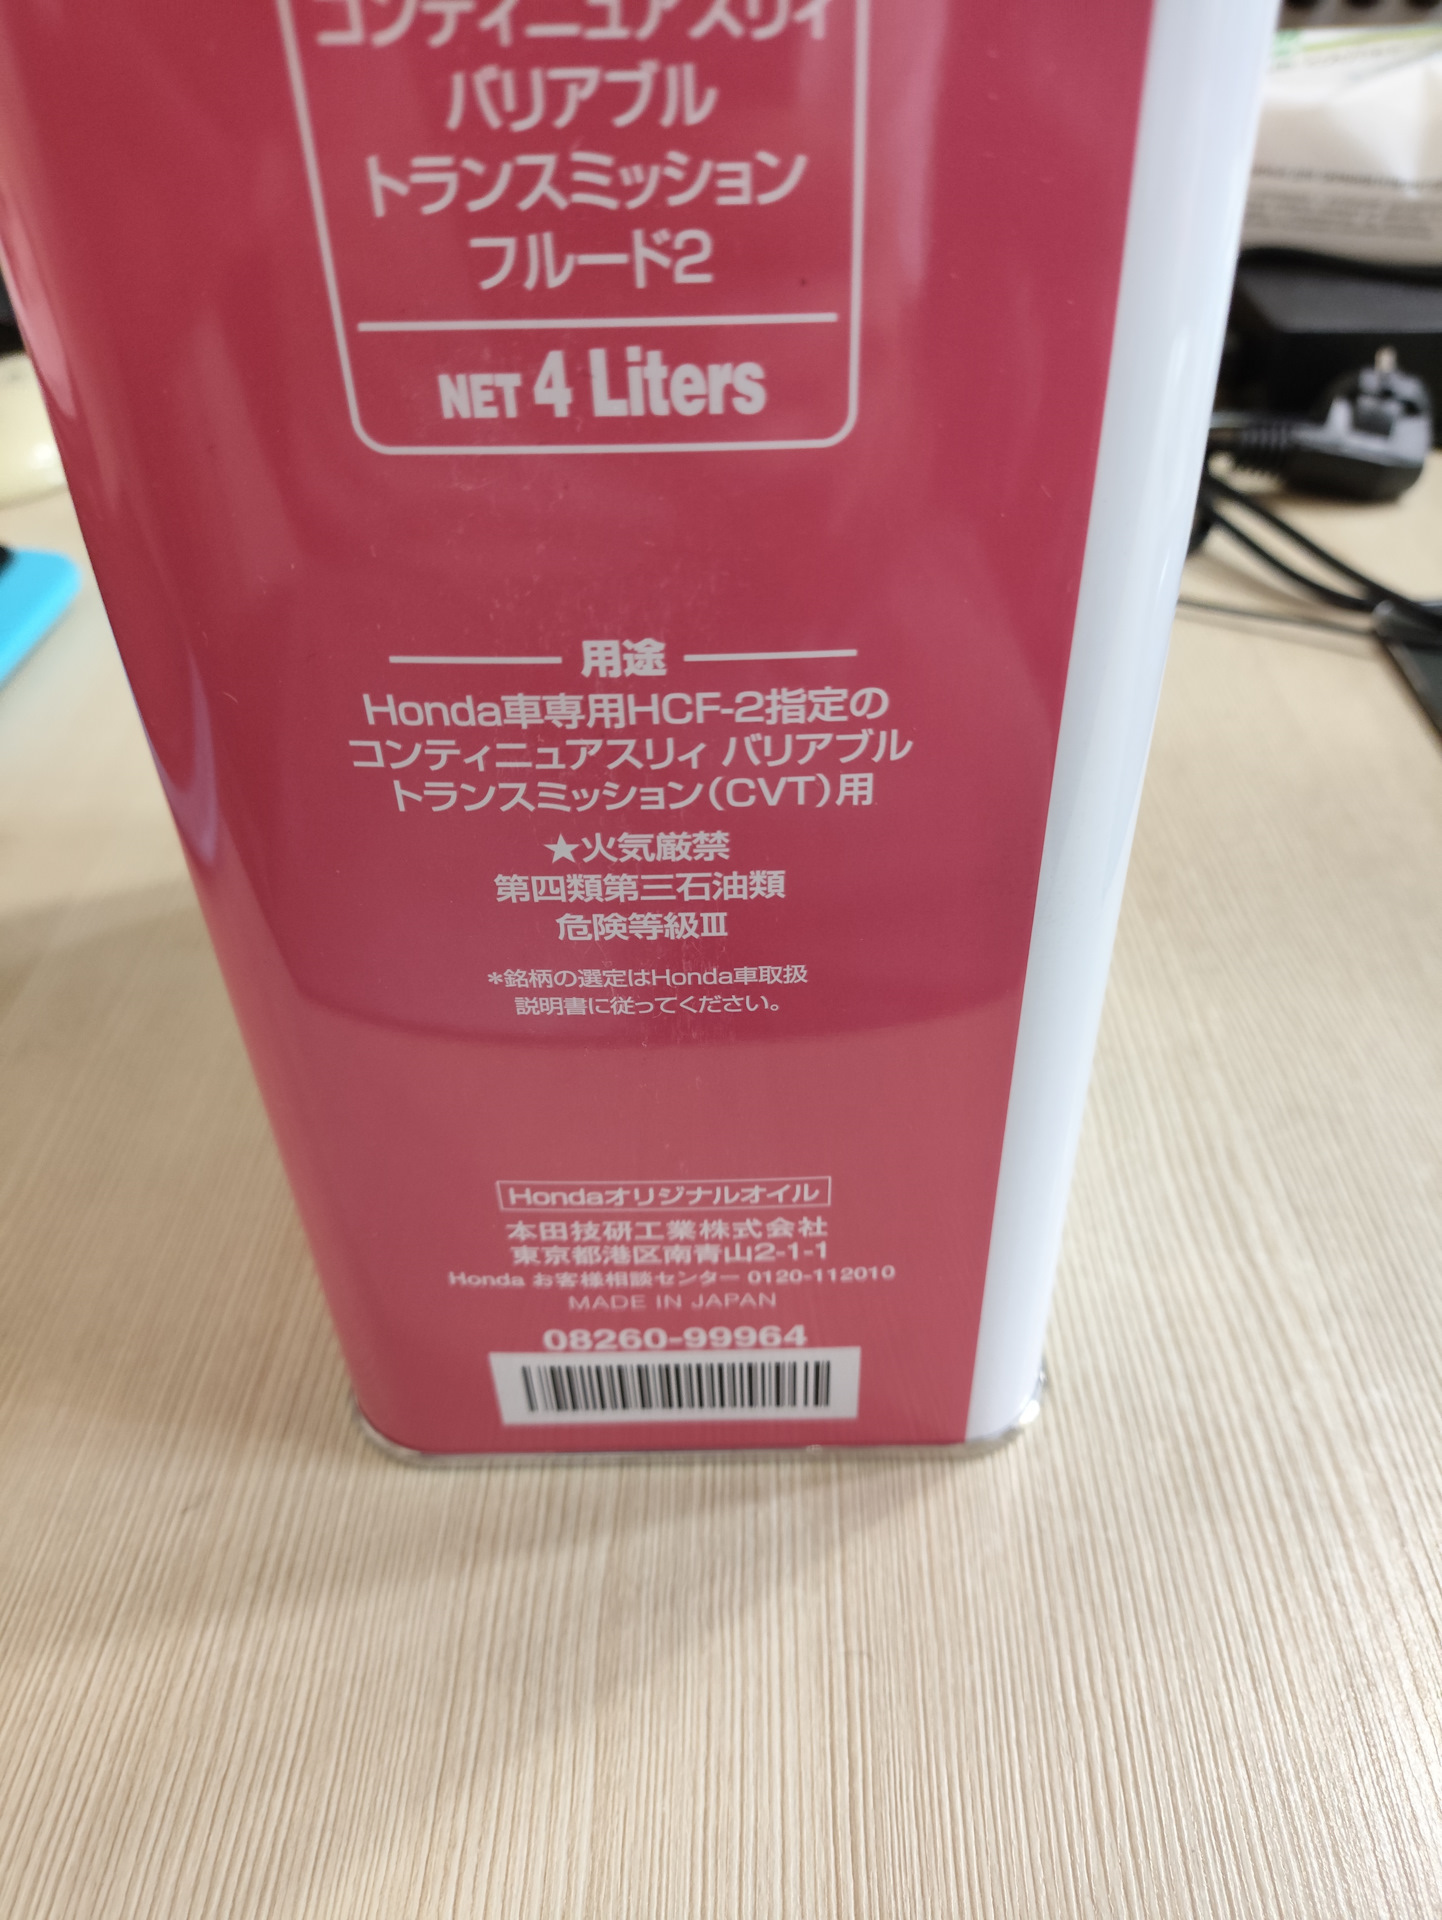 コンティニュアスリィ
バリアブル
トランスミッション
フルード2
NET 4 Liters
用途
Honda車専用HCF-2指定の
コンティニュアスリィ バリアブル
トランスミッション(CVT)用
★火気厳禁
第四類第三石油類
危険等級Ⅲ
*銘柄の選定はHonda車取扱
説明書に従ってください。
Hondaオリジナルオイル
本田技研工業株式会社
東京都港区南青山2-1-1
Honda お客様相談センター 0120-112010
MADE IN JAPAN
08260-99964